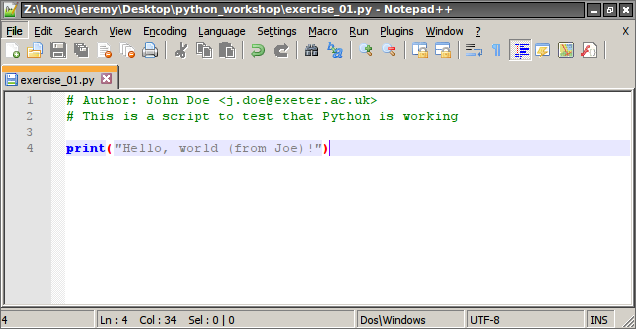 Z:\home\jeremy\Desktop\python_workshop\exercise_01.py - Notepad++
File Edit Search View Encoding Language Settings Macro Run Plugins Window ? X
exercise_01.py
1 # Author: John Doe <j.doe@exeter.ac.uk>
2 # This is a script to test that Python is working
3
4 print("Hello, world (from Joe)!")
4 Ln : 4 Col : 34 Sel : 0 | 0 Dos\Windows UTF-8 INS